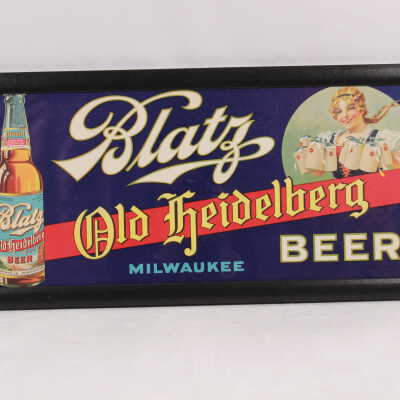 Blatz
Old Heidelberg
BEER
MILWAUKEE
Blatz
Old Heidelberg
BEER